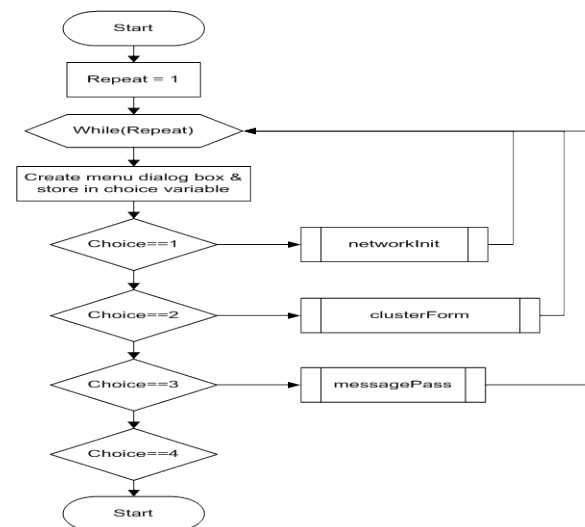 Start
Repeat = 1
While(Repeat)
Create menu dialog box &
store in choice variable
Choice==1
networkInit
Choice==2
clusterForm
Choice==3
messagePass
Choice==4
Start